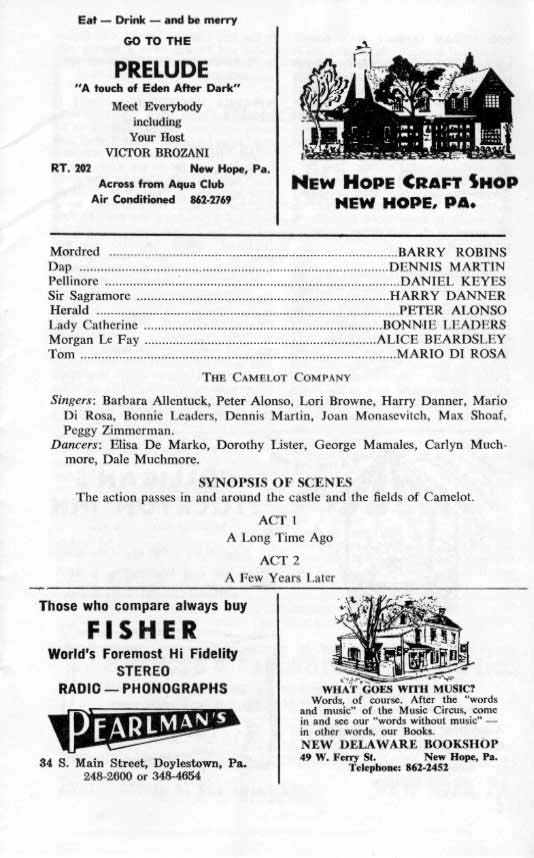 Eat — Drink — and be merry
GO TO THE
PRELUDE
"A touch of Eden After Dark"
Meet Everybody
including
Your Host
VICTOR BROZANI
RT. 202 New Hope, Pa.
Across from Aqua Club
Air Conditioned 862-2769
NEW HOPE CRAFT SHOP
NEW HOPE, PA.
Mordred ........BARRY ROBINS
Dap ........DENNIS MARTIN
Pellinore ........DANIEL KEYES
Sir Sagramore ........HARRY DANNER
Herald ........PETER ALONSO
Lady Catherine ........BONNIE LEADERS
Morgan Le Fay ........ALICE BEARDSLEY
Tom ........MARIO DI ROSA
THE CAMELOT COMPANY
Singers: Barbara Allentuck, Peter Alonso, Lori Browne, Harry Danner, Mario
Di Rosa, Bonnie Leaders, Dennis Martin, Joan Monasevitch, Max Shoaf,
Peggy Zimmerman.
Dancers: Elisa De Marko, Dorothy Lister, George Mamales, Carlyn Much-
more, Dale Muchmore.
SYNOPSIS OF SCENES
The action passes in and around the castle and the fields of Camelot.
ACT 1
A Long Time Ago
ACT 2
A Few Years Later
Those who compare always buy
FISHER
World's Foremost Hi Fidelity
STEREO
RADIO — PHONOGRAPHS
PEARLMAN'S
34 S. Main Street, Doylestown, Pa.
248-2600 or 348-4654
WHAT GOES WITH MUSIC?
Words, of course. After the "words
and music" of the Music Circus, come
in and see our "words without music" —
in other words, our Books.
NEW DELAWARE BOOKSHOP
49 W. Ferry St. New Hope, Pa.
Telephone: 862-2452